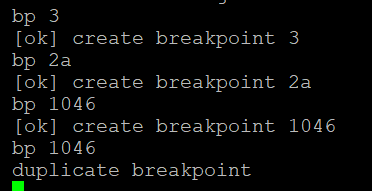 bp 3
[ok] create breakpoint 3
bp 2a
[ok] create breakpoint 2a
bp 1046
[ok] create breakpoint 1046
bp 1046
duplicate breakpoint